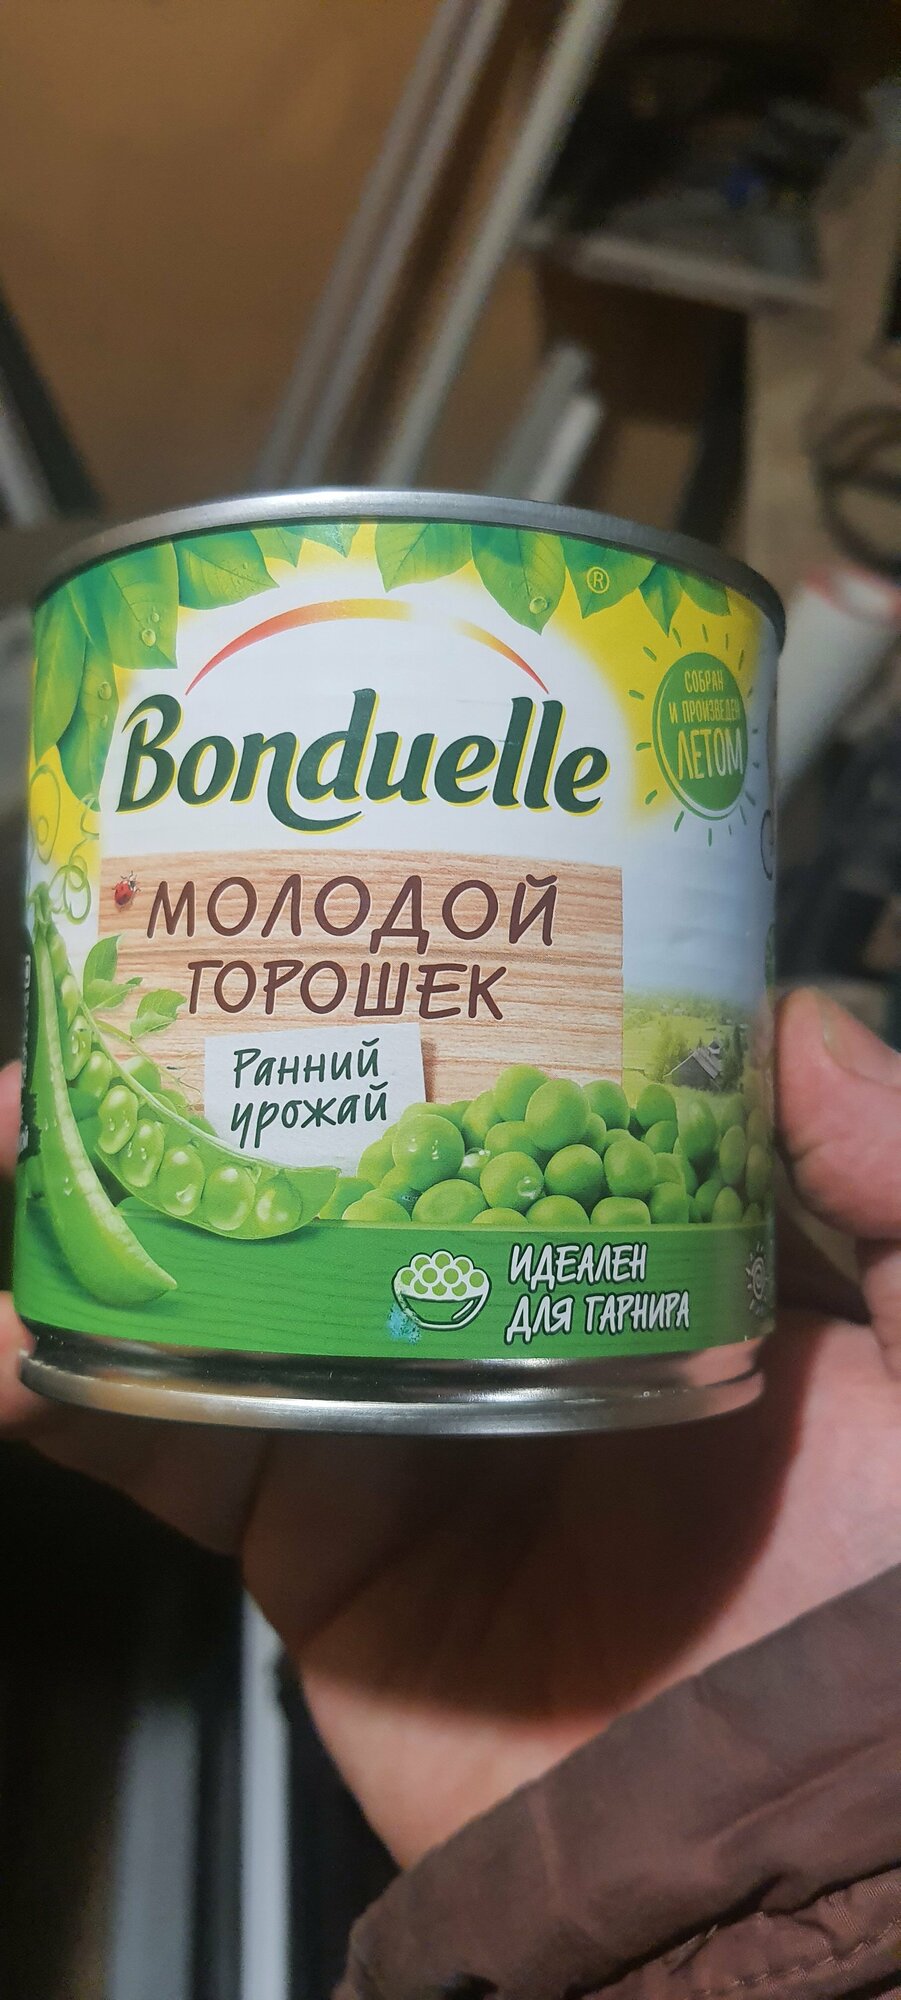 ®
Bonduelle
СОБРАН
И ПРОИЗВЕДЕН
ЛЕТОМ
МОЛОДОЙ
ГОРОШЕК
Ранний
урожай
ИДЕАЛЕН
ДЛЯ ГАРНИРА